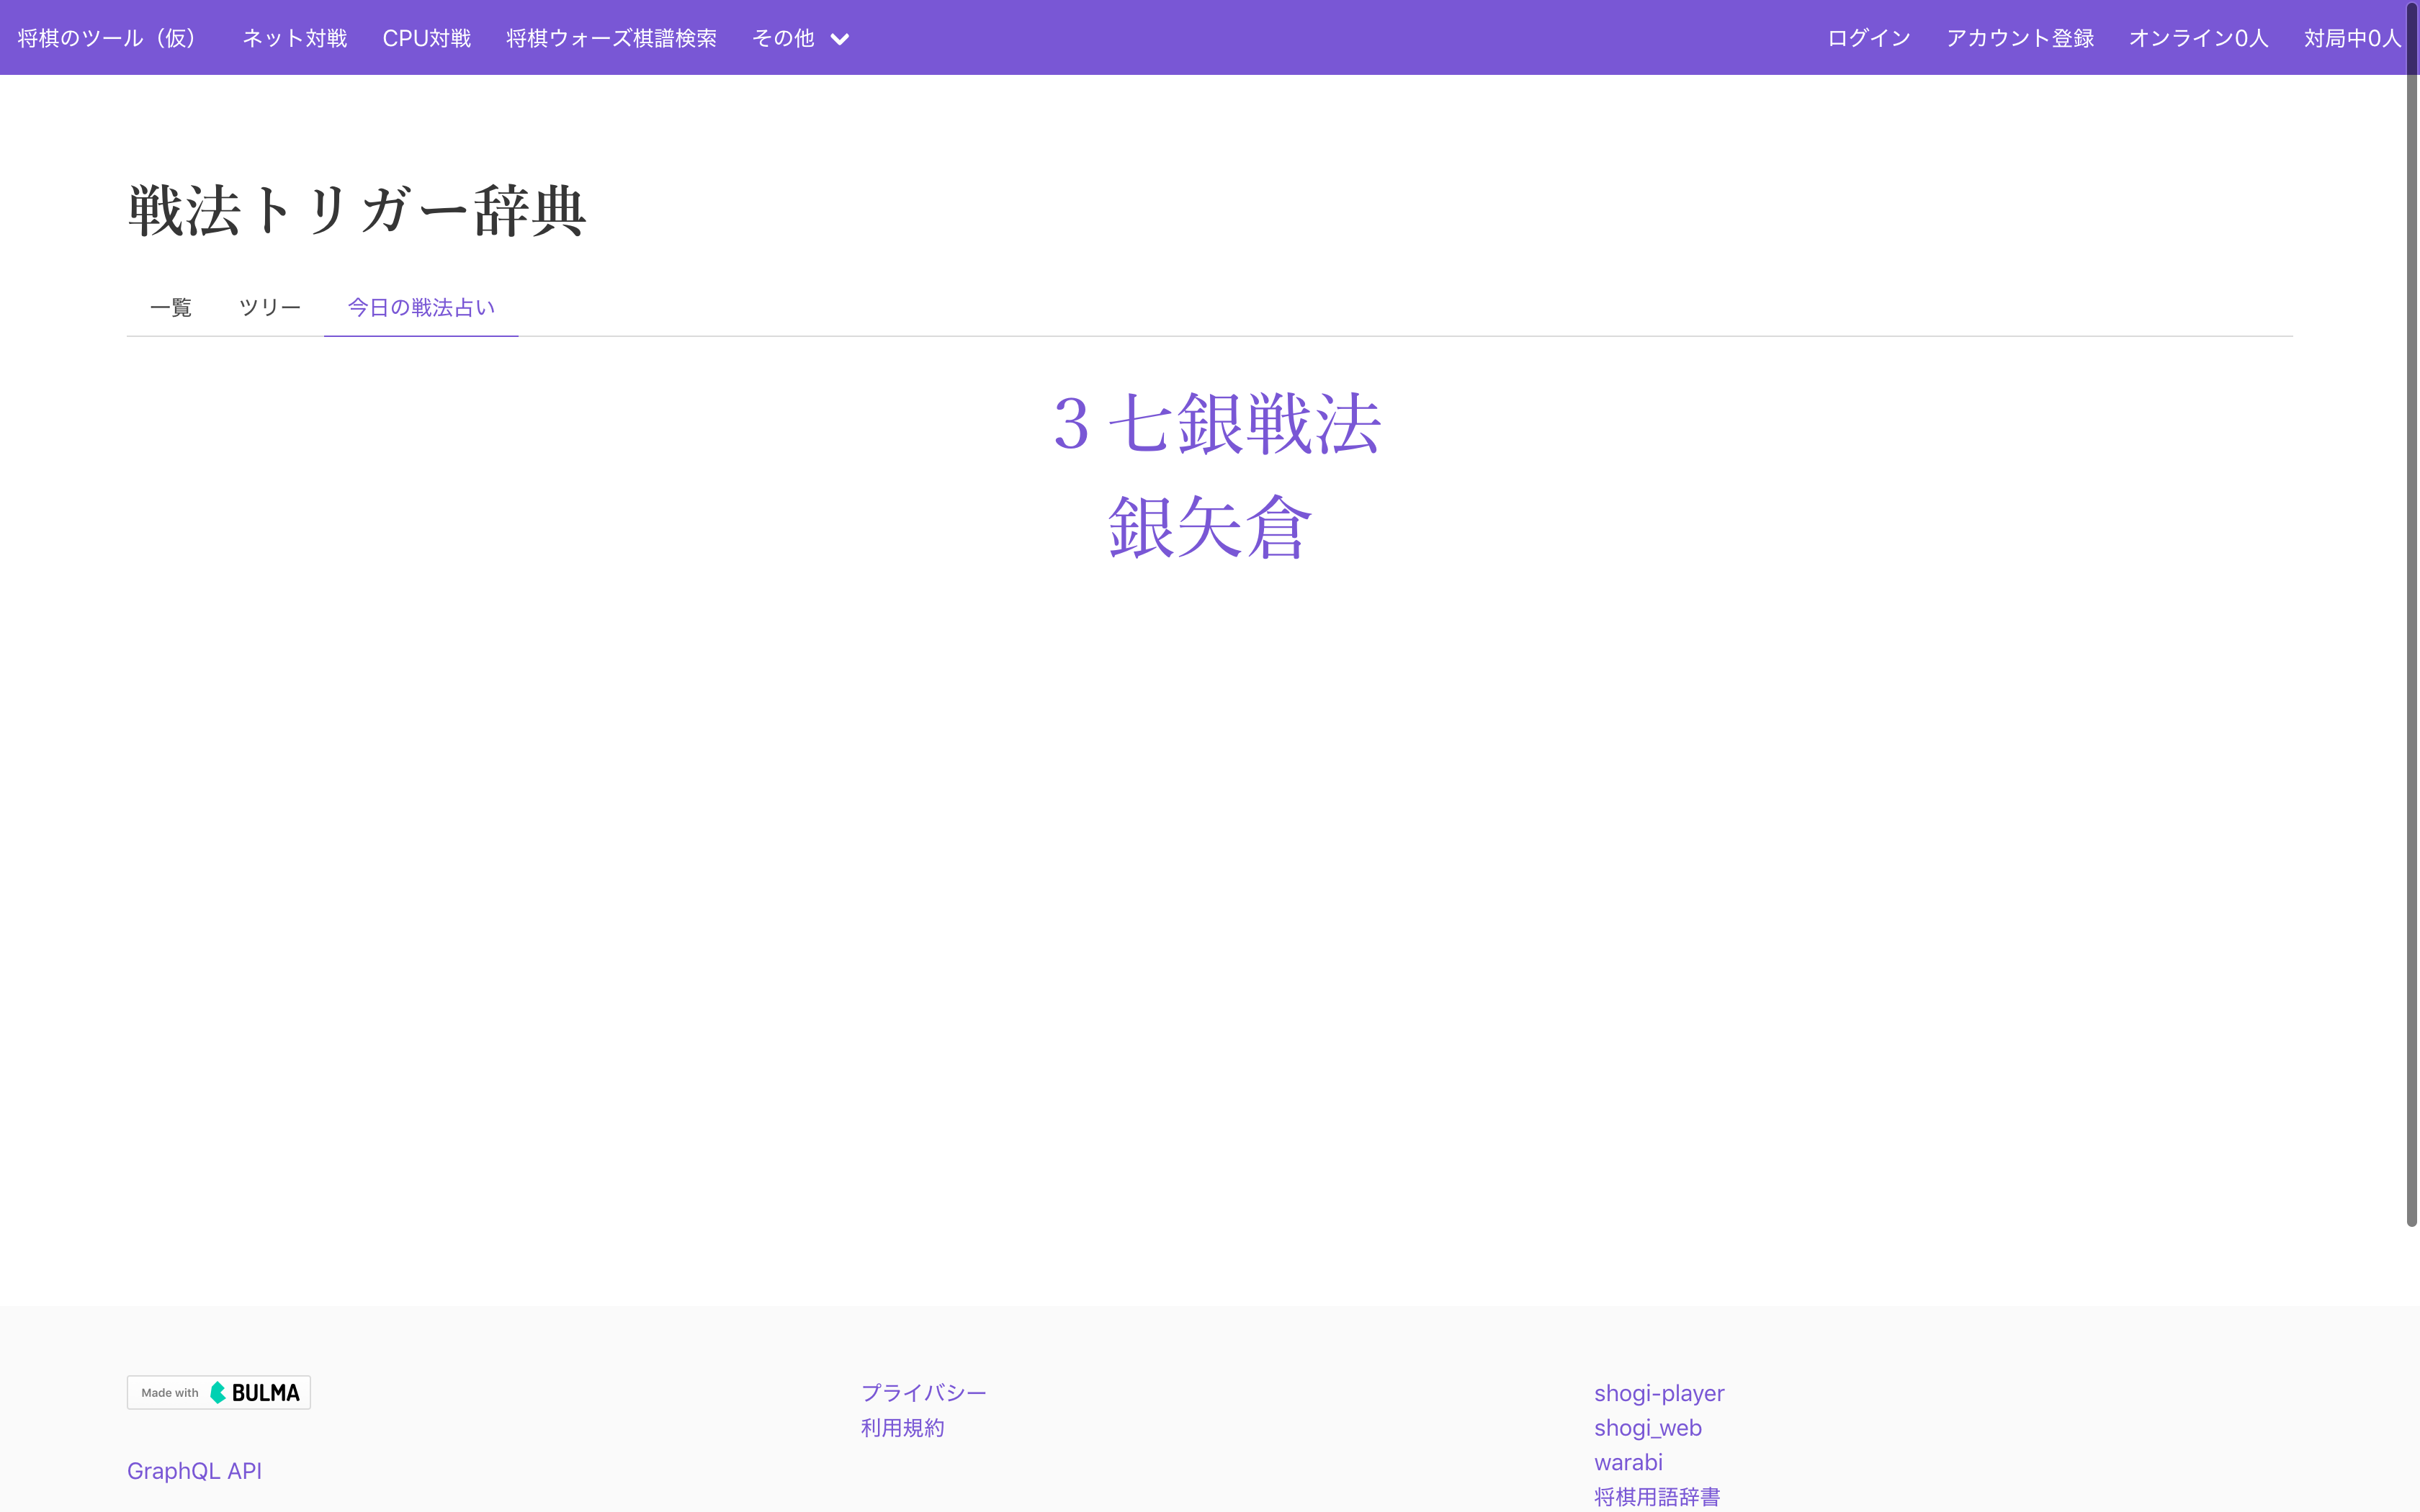 将棋のツール（仮） ネット対戦 CPU対戦 将棋ウォーズ棋譜検索 その他 ログイン アカウント登録 オンライン0人 対局中0人
戦法トリガー辞典
一覧 ツリー 今日の戦法占い
３七銀戦法
銀矢倉
Made with BULMA
GraphQL API
プライバシー
利用規約
shogi-player
shogi_web
warabi
将棋用語辞書